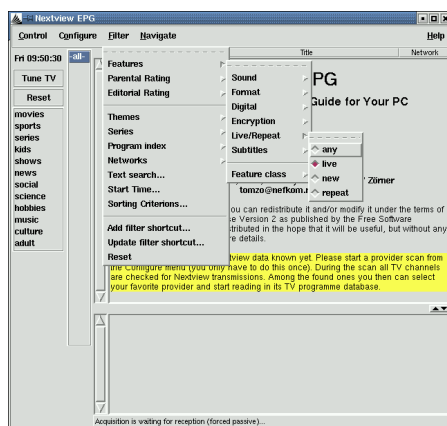 Nextview EPG
Control Configure Filter Navigate Help
Fri 09:50:30
-all-
Title
Network
Tune TV
Reset
movies
sports
series
kids
shows
news
social
science
hobbies
music
culture
adult
Features
Parental Rating
Editorial Rating
Themes
Series
Program index
Networks
Text search...
Start Time...
Sorting Criterions...
Add filter shortcut...
Update filter shortcut...
Reset
Sound
Format
Digital
Encryption
Live/Repeat
Subtitles
Feature class
any
live
new
repeat
PG
Guide for Your PC
Zörner
tomzo@nefkom.
ou can redistribute it and/or modify it under the terms of
se Version 2 as published by the Free Software
stributed in the hope that it will be useful, but without any
re details.
xtview data known yet. Please start a provider scan from
the Configure menu (you only have to do this once). During the scan all TV channels
are checked for Nextview transmissions. Among the found ones you then can select
your favorite provider and start reading in its TV programme database.
Acquisition is waiting for reception (forced passive)...